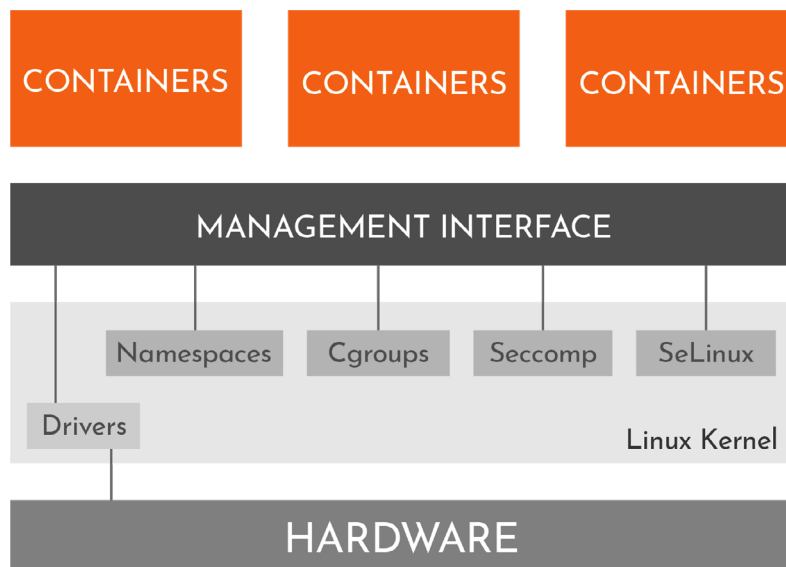 CONTAINERS
CONTAINERS
CONTAINERS
MANAGEMENT INTERFACE
Namespaces
Cgroups
Seccomp
SeLinux
Drivers
Linux Kernel
HARDWARE